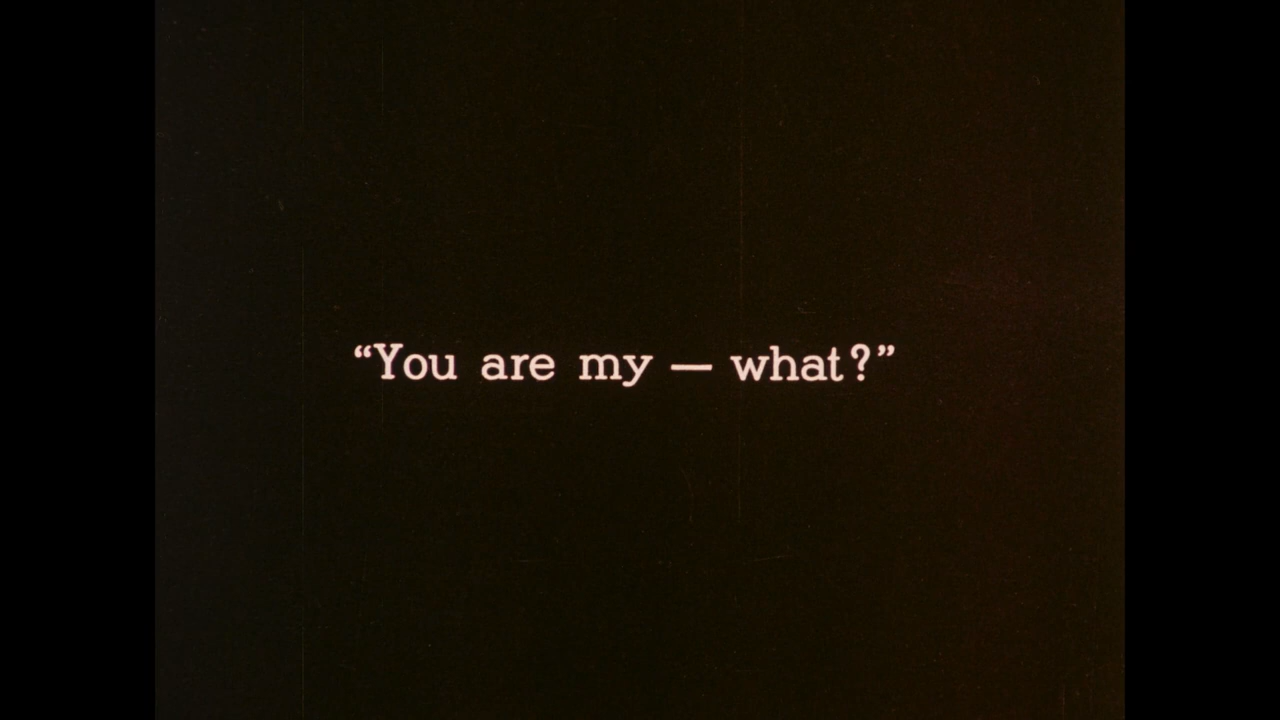 “You are my — what?”